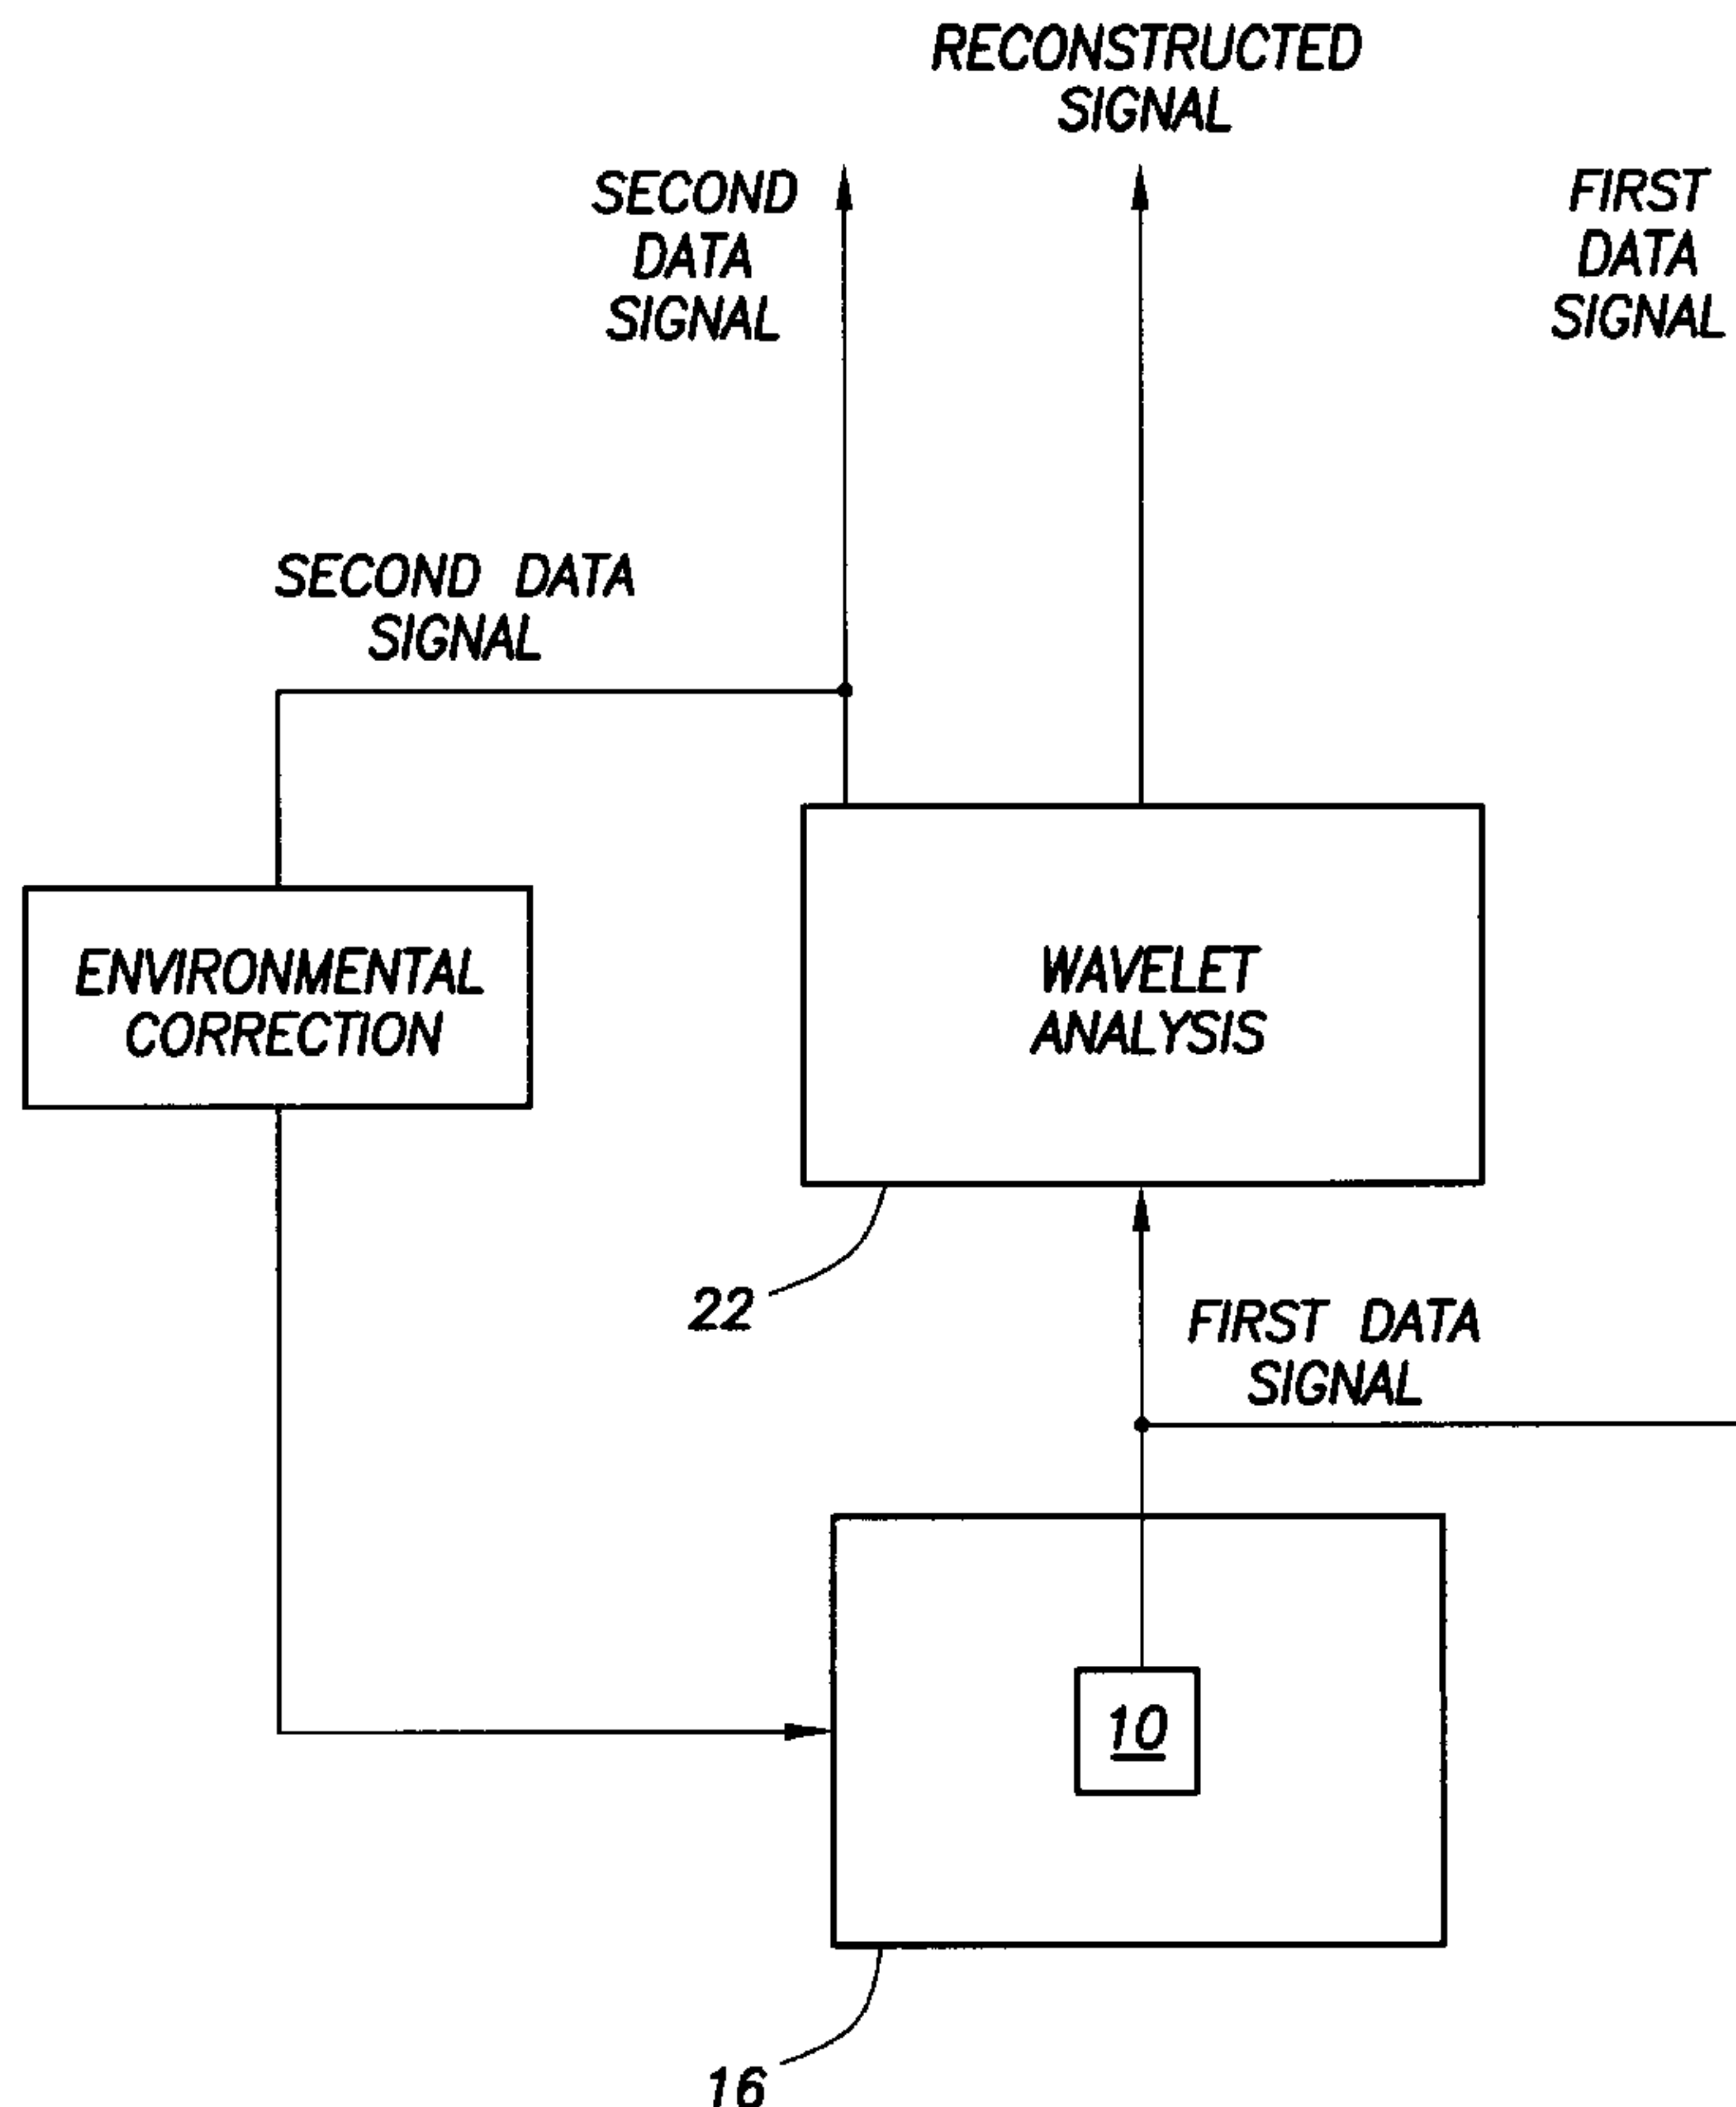 RECONSTRUCTED
SIGNAL
SECOND
DATA
SIGNAL
FIRST
DATA
SIGNAL
SECOND DATA
SIGNAL
ENVIRONMENTAL
CORRECTION
WAVELET
ANALYSIS
22
FIRST DATA
SIGNAL
10
16